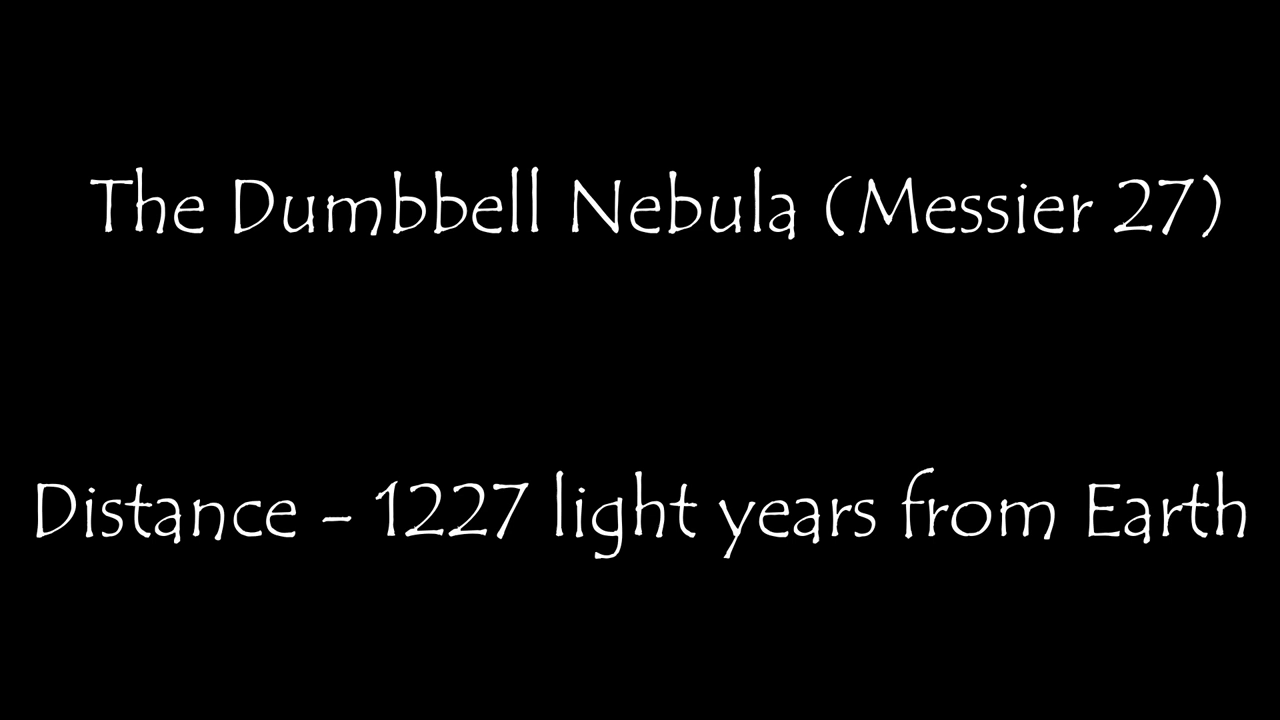 The Dumbbell Nebula (Messier 27)
Distance - 1227 light years from Earth